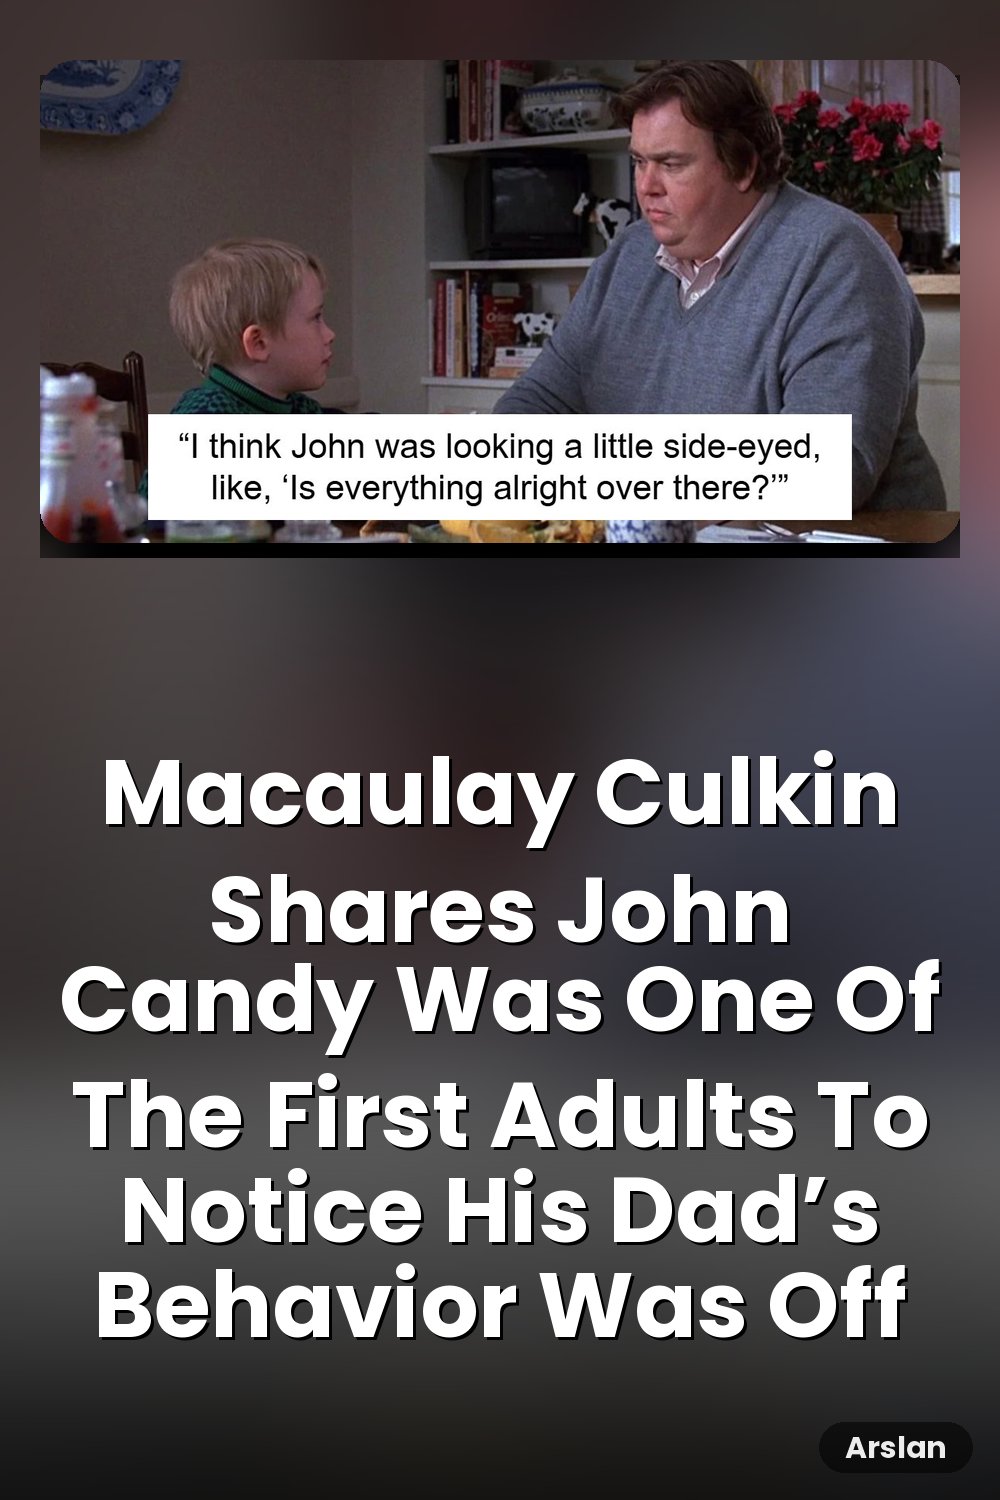 “I think John was looking a little side-eyed,
like, ‘Is everything alright over there?’”
Macaulay Culkin
Shares John
Candy Was One Of
The First Adults To
Notice His Dad’s
Behavior Was Off
Arslan